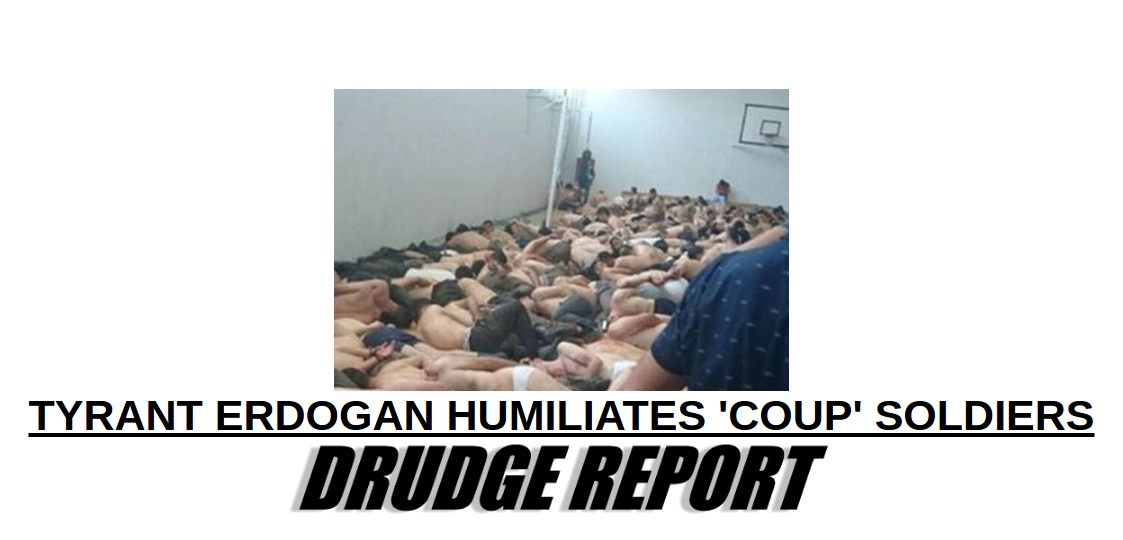 TYRANT ERDOGAN HUMILIATES 'COUP' SOLDIERS
DRUDGE REPORT